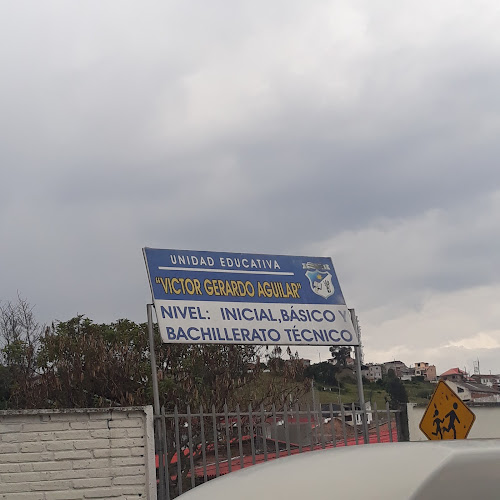 UNIDAD EDUCATIVA
"VICTOR GERARDO AGUILAR"
NIVEL: INICIAL,BÁSICO Y
BACHILLERATO TÉCNICO